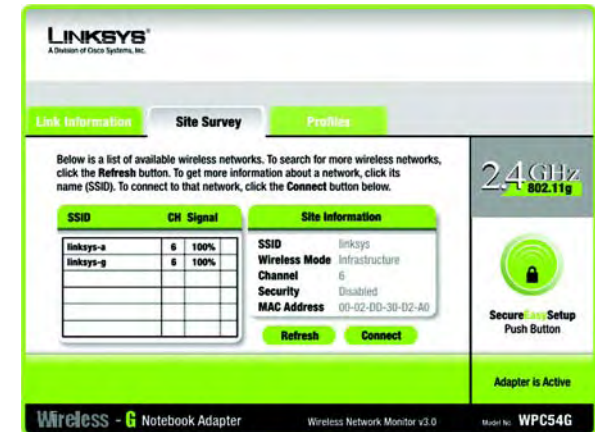 LINKSYS®
A Division of Cisco Systems, Inc.
Link Information
Site Survey
Profiles
Below is a list of available wireless networks. To search for more wireless networks,
click the Refresh button. To get more information about a network, click its
name (SSID). To connect to that network, click the Connect button below.
SSID CH Signal
linksys-a 6 100%
linksys-g 6 100%
Site Information
SSID linksys
Wireless Mode Infrastructure
Channel 6
Security Disabled
MAC Address 00-02-DD-30-D2-A0
Refresh
Connect
2.4GHz
802.11g
SecureEasySetup
Push Button
Adapter is Active
Wireless - G Notebook Adapter
Wireless Network Monitor v3.0
Model No. WPC54G